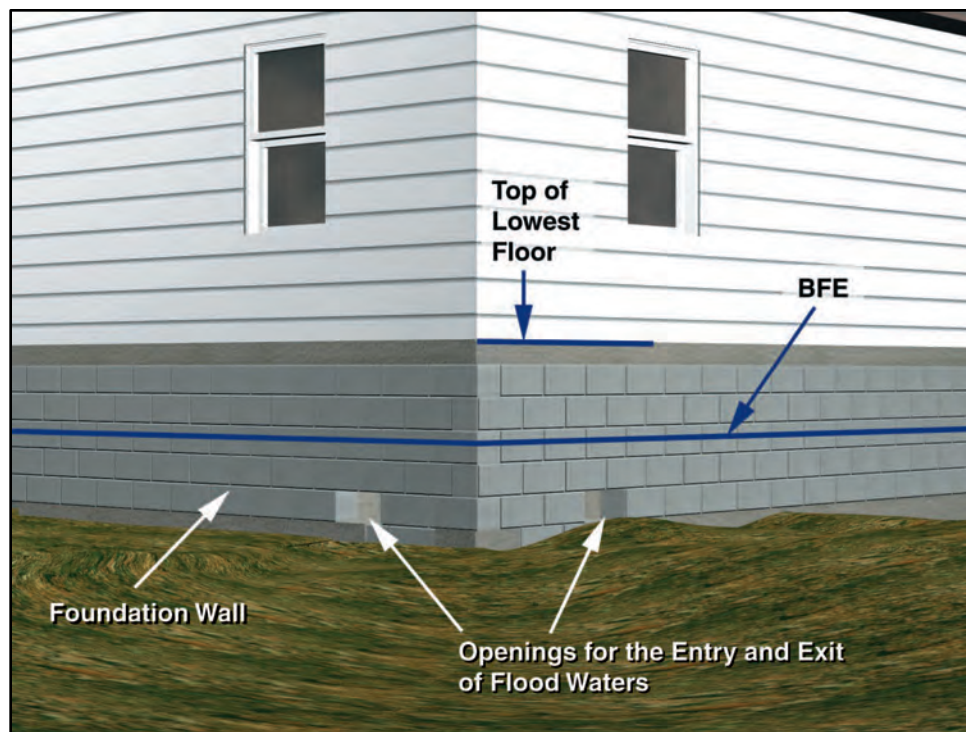 Top of
Lowest
Floor
BFE
Foundation Wall
Openings for the Entry and Exit
of Flood Waters